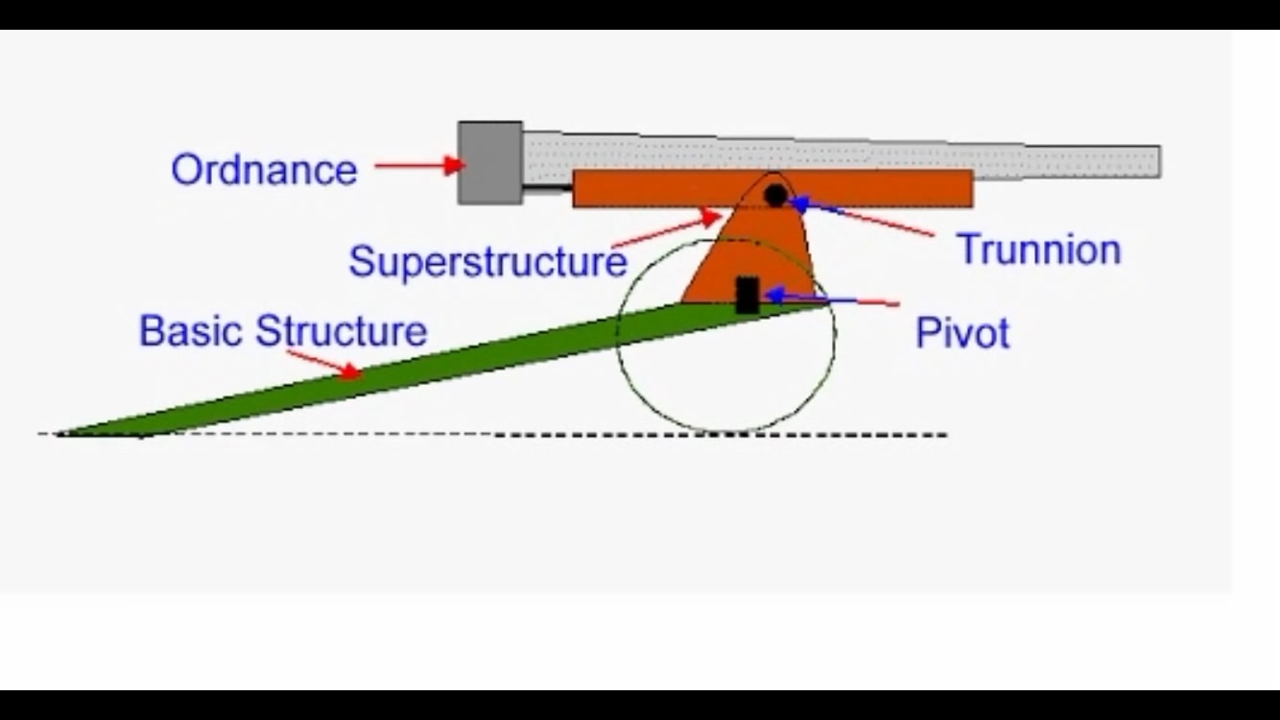 Ordnance
Superstructure
Trunnion
Basic Structure
Pivot